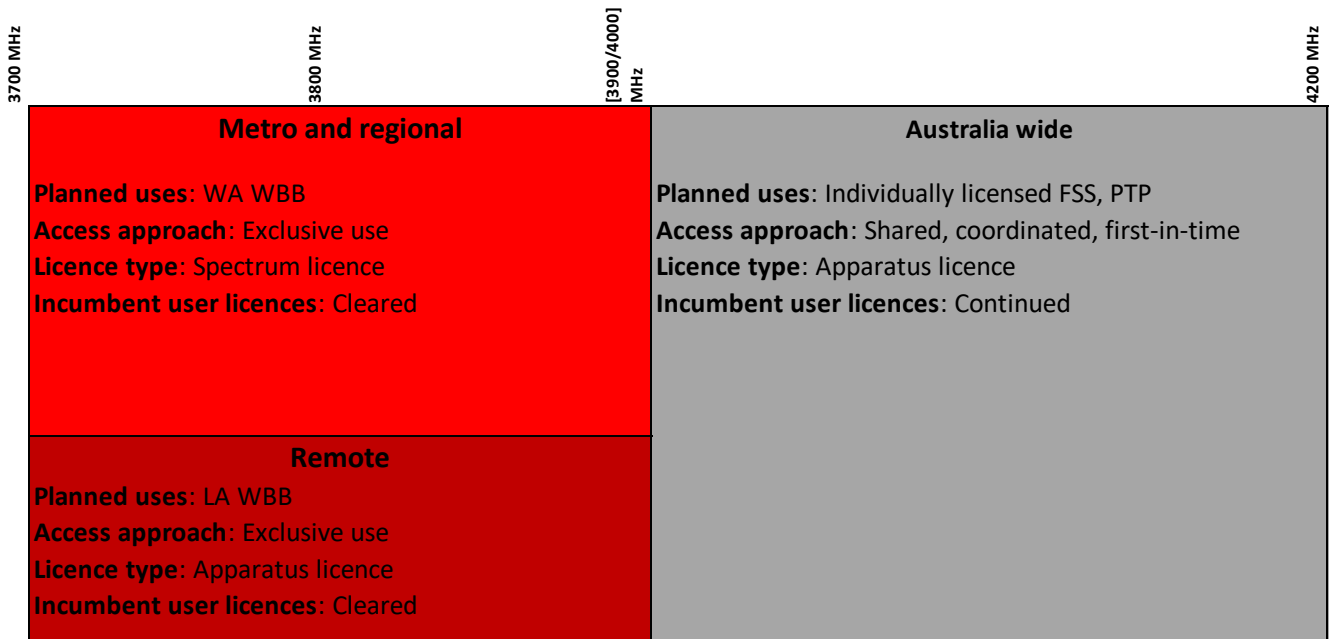 3700 MHz
3800 MHz
[3900/4000]
MHz
4200 MHz
Metro and regional
Planned uses: WA WBB
Access approach: Exclusive use
Licence type: Spectrum licence
Incumbent user licences: Cleared
Australia wide
Planned uses: Individually licensed FSS, PTP
Access approach: Shared, coordinated, first-in-time
Licence type: Apparatus licence
Incumbent user licences: Continued
Remote
Planned uses: LA WBB
Access approach: Exclusive use
Licence type: Apparatus licence
Incumbent user licences: Cleared